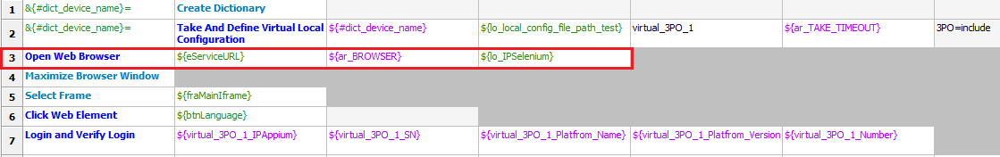 1 &{#dict_device_name}= Create Dictionary
2 &{#dict_device_name}= Take And Define Virtual Local Configuration ${#dict_device_name} ${lo_local_config_file_path_test} virtual_3PO_1 ${ar_TAKE_TIMEOUT} 3PO=include
3 Open Web Browser ${eServiceURL} ${ar_BROWSER} ${lo_IPSelenium}
4 Maximize Browser Window
5 Select Frame ${fraMainIframe}
6 Click Web Element ${btnLanguage}
7 Login and Verify Login ${virtual_3PO_1_IPAppium} ${virtual_3PO_1_SN} ${virtual_3PO_1_Platfrom_Name} ${virtual_3PO_1_Platfrom_Version} ${virtual_3PO_1_Number}